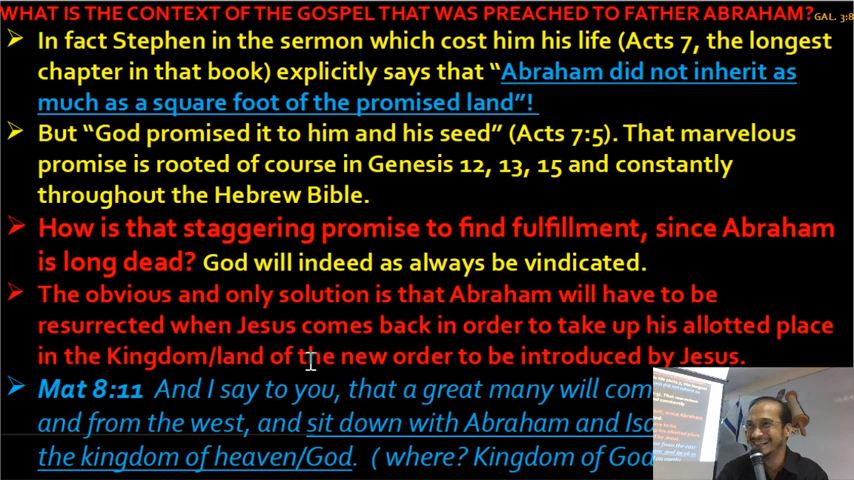 WHAT IS THE CONTEXT OF THE GOSPEL THAT WAS PREACHED TO FATHER ABRAHAM? GAL. 3:8
In fact Stephen in the sermon which cost him his life (Acts 7, the longest
chapter in that book) explicitly says that “Abraham did not inherit as
much as a square foot of the promised land”!
But “God promised it to him and his seed” (Acts 7:5). That marvelous
promise is rooted of course in Genesis 12, 13, 15 and constantly
throughout the Hebrew Bible.
How is that staggering promise to find fulfillment, since Abraham
is long dead? God will indeed as always be vindicated.
The obvious and only solution is that Abraham will have to be
resurrected when Jesus comes back in order to take up his allotted place
in the Kingdom/land of the new order to be introduced by Jesus.
Mat 8:11 And I say to you, that a great many will com
and from the west, and sit down with Abraham and Isa
the kingdom of heaven/God. ( where? Kingdom of God